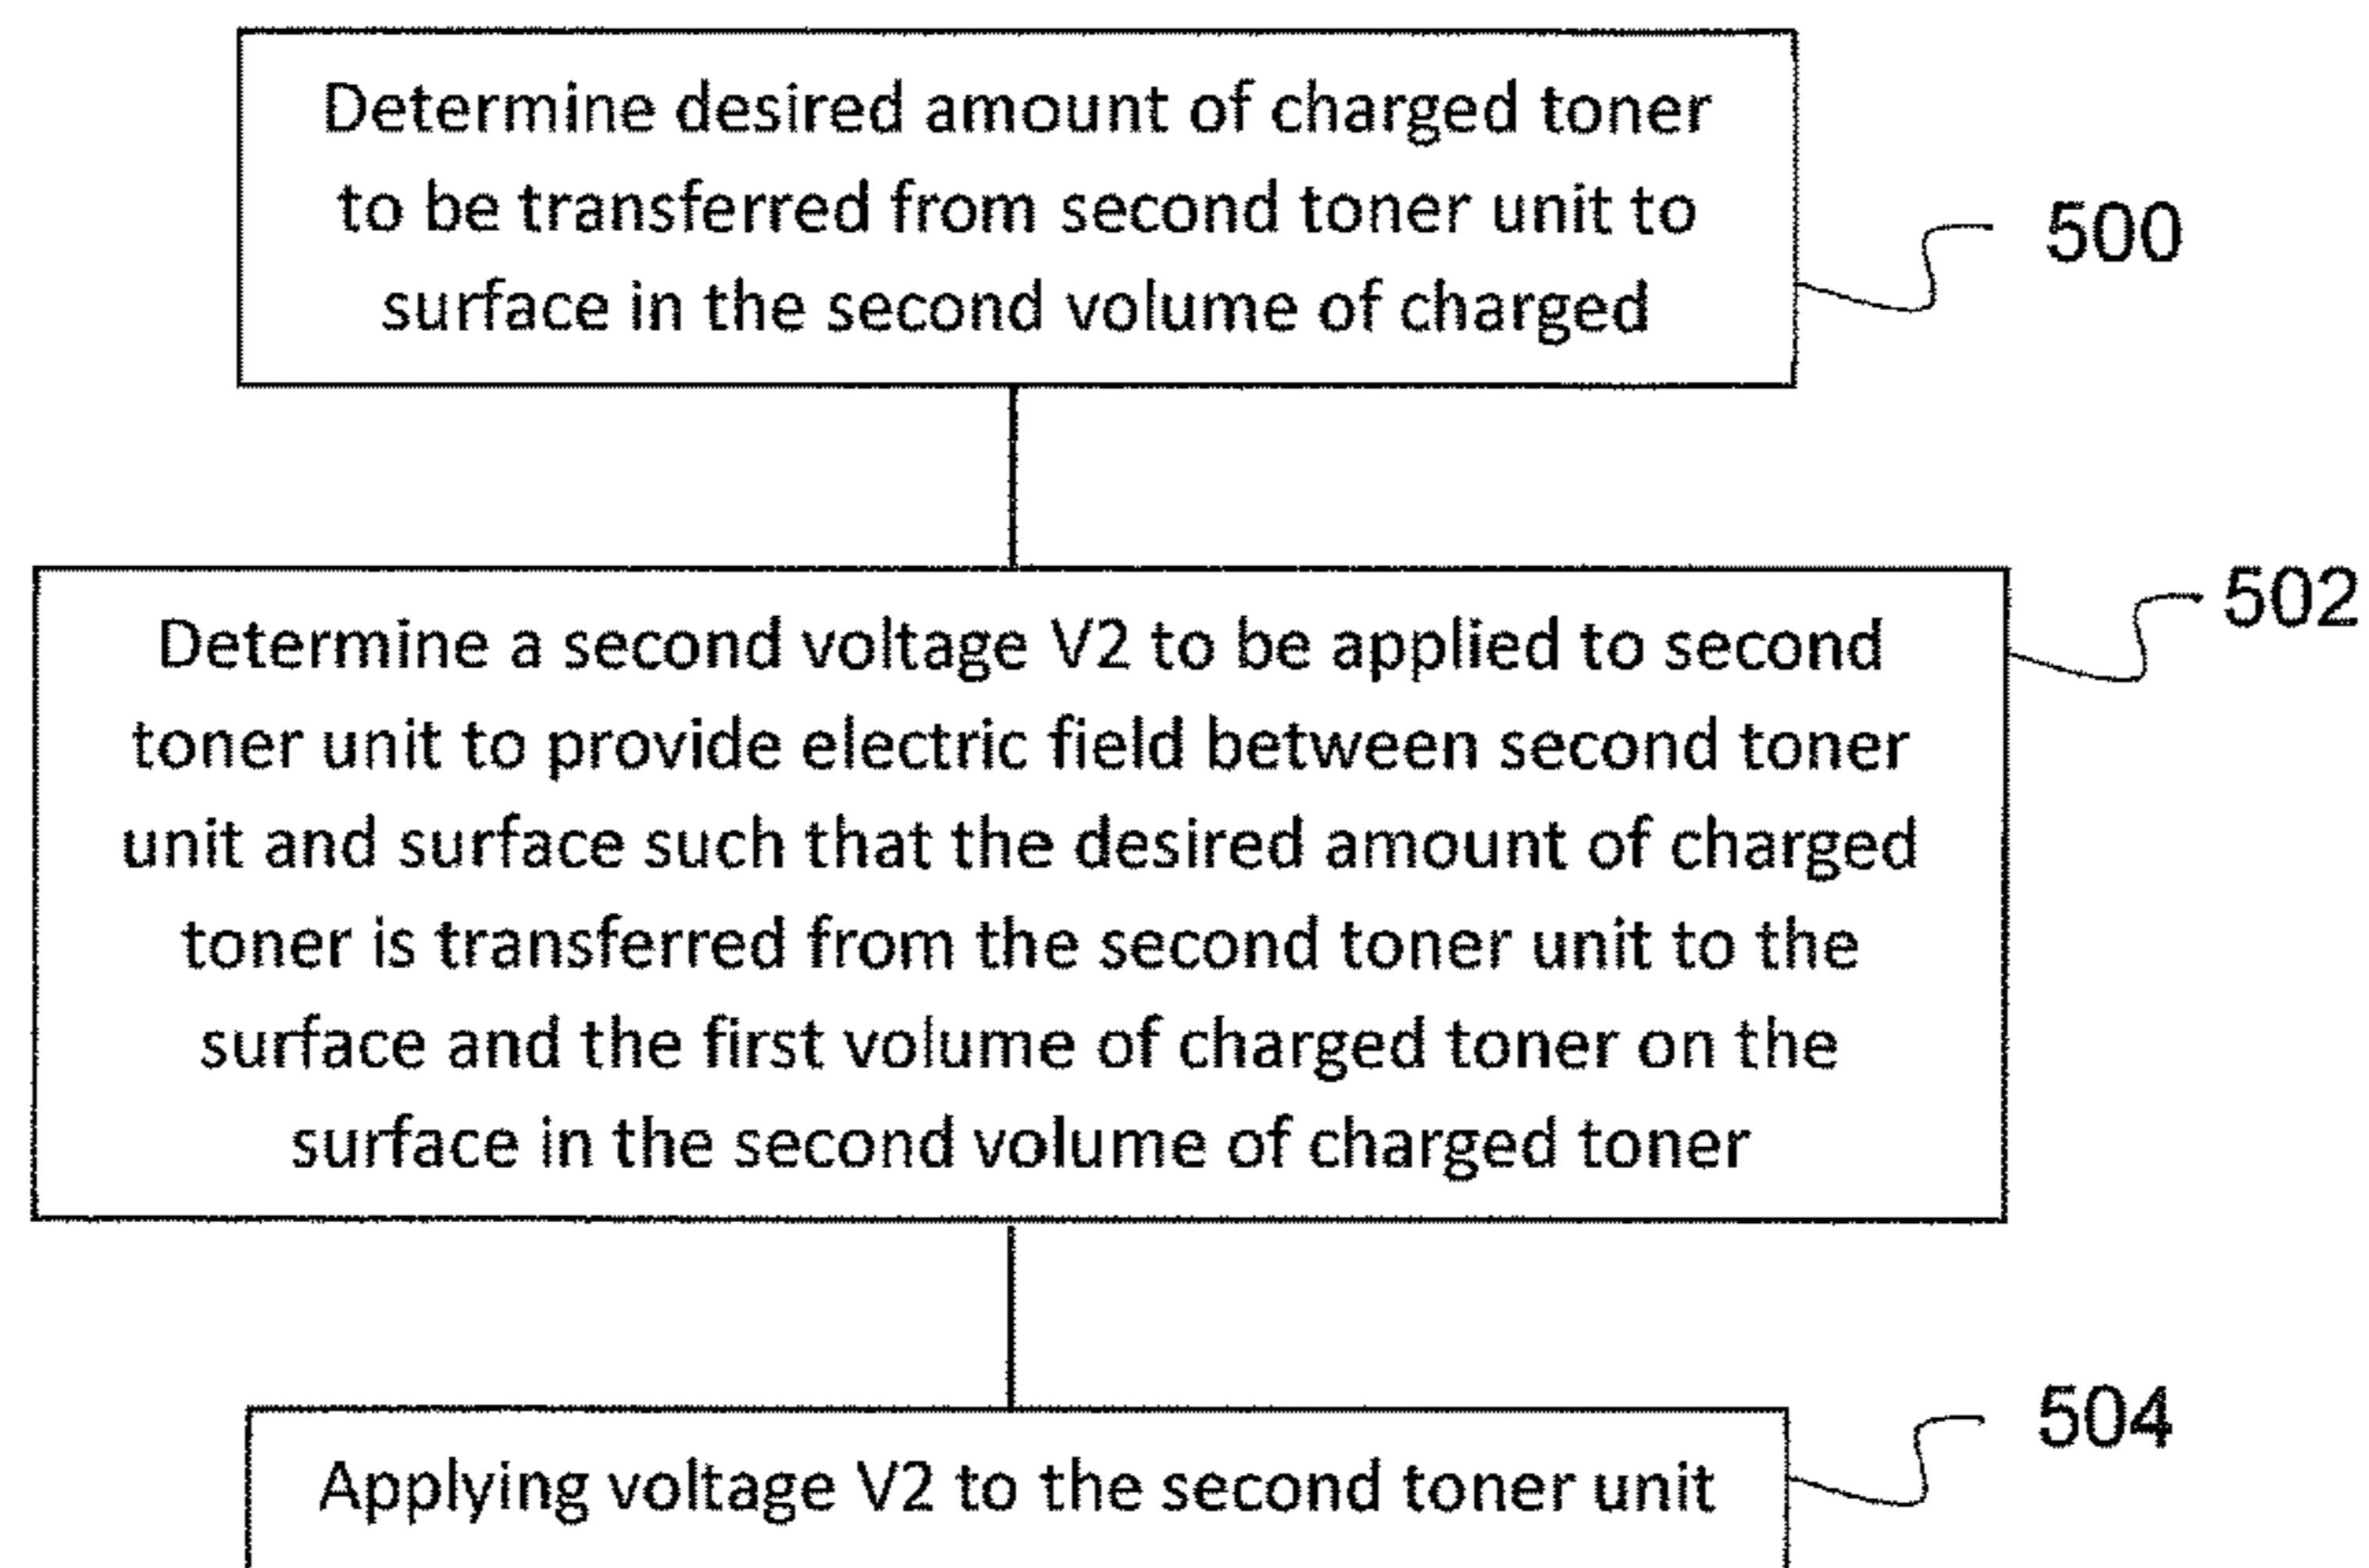 Determine desired amount of charged toner
to be transferred from second toner unit to
surface in the second volume of charged
500
Determine a second voltage V2 to be applied to second
toner unit to provide electric field between second toner
unit and surface such that the desired amount of charged
toner is transferred from the second toner unit to the
surface and the first volume of charged toner on the
surface in the second volume of charged toner
502
Applying voltage V2 to the second toner unit
504